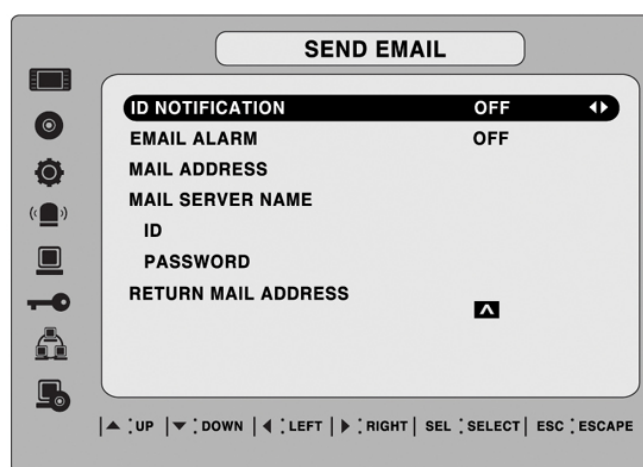 SEND EMAIL
ID NOTIFICATION OFF
EMAIL ALARM OFF
MAIL ADDRESS
MAIL SERVER NAME
ID
PASSWORD
RETURN MAIL ADDRESS
UP DOWN LEFT RIGHT SEL : SELECT ESC : ESCAPE